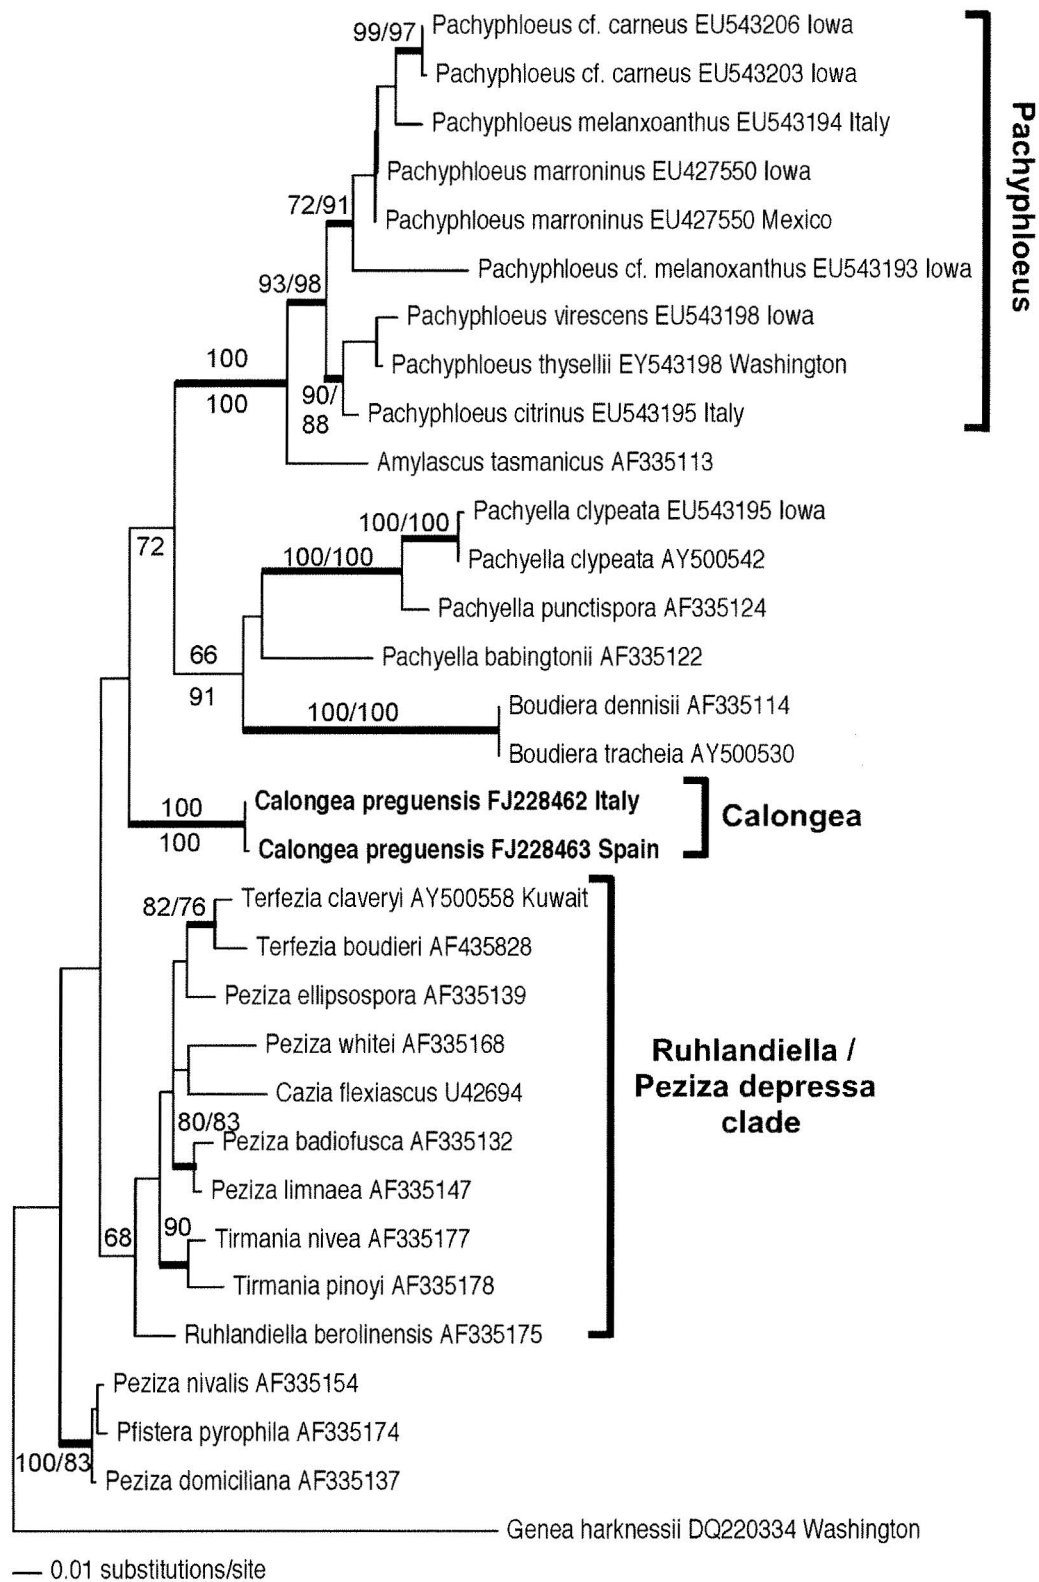 99/97
Pachyphloeus cf. carneus EU543206 Iowa
Pachyphloeus cf. carneus EU543203 Iowa
Pachyphloeus melanxoanthus EU543194 Italy
Pachyphloeus marroninus EU427550 Iowa
72/91
Pachyphloeus marroninus EU427550 Mexico
Pachyphloeus cf. melanoxanthus EU543193 Iowa
Pachyphloeus
93/98
Pachyphloeus virescens EU543198 Iowa
100
100
Pachyphloeus thysellii EY543198 Washington
90/
88
Pachyphloeus citrinus EU543195 Italy
Amylascus tasmanicus AF335113
72
Pachyella clypeata EU543195 Iowa
100/100
100/100
Pachyella clypeata AY500542
Pachyella punctispora AF335124
66
91
Pachyella babingtonii AF335122
100/100
Boudiera dennisii AF335114
Boudiera tracheia AY500530
100
100
Calongea preguensis FJ228462 Italy
Calongea preguensis FJ228463 Spain
Calongea
82/76
Terfezia claveryi AY500558 Kuwait
Terfezia boudieri AF435828
Peziza ellipsospora AF335139
Peziza whitei AF335168
Cazia flexiascus U42694
Ruhlandiella /
Peziza depressa
clade
80/83
Peziza badiofusca AF335132
Peziza limnaea AF335147
68
90
Tirmania nivea AF335177
Tirmania pinoyi AF335178
Ruhlandiella berolinensis AF335175
Peziza nivalis AF335154
Pfistera pyrophila AF335174
100/83
Peziza domiciliana AF335137
Genea harknessii DQ220334 Washington
0.01 substitutions/site